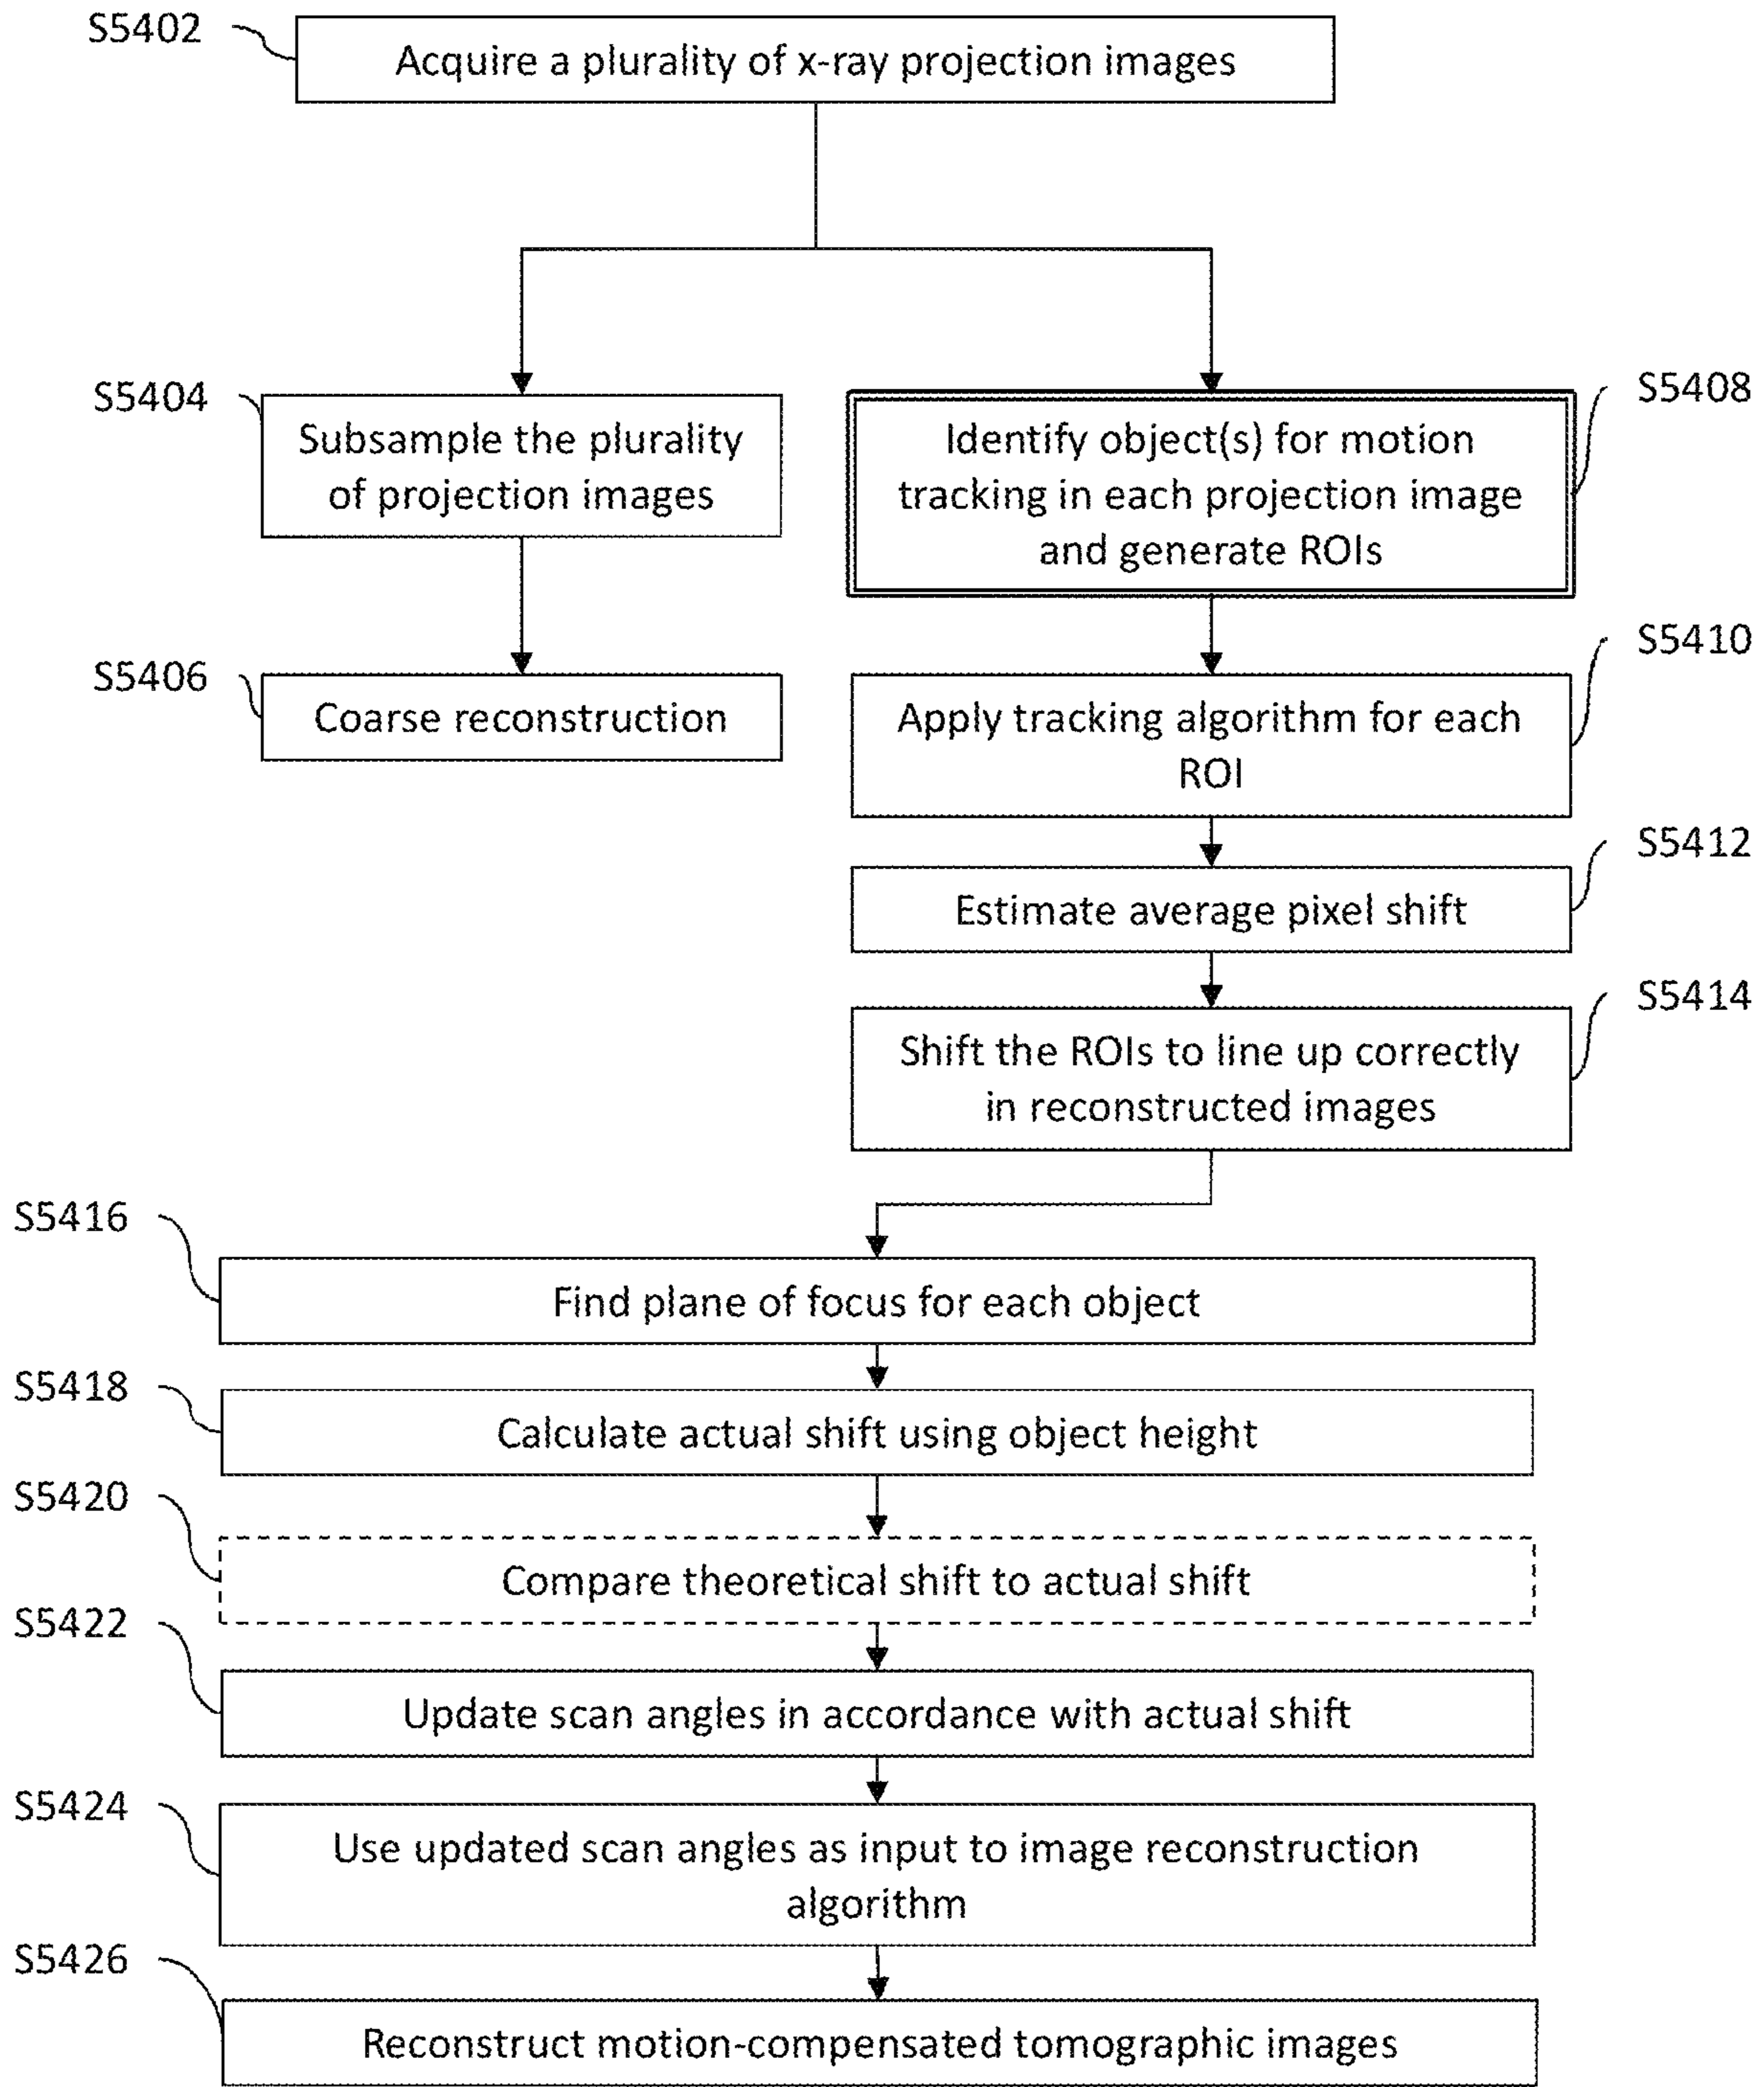 S5402
Acquire a plurality of x-ray projection images
S5404
Subsample the plurality
of projection images
S5408
Identify object(s) for motion
tracking in each projection image
and generate ROIs
S5406
Coarse reconstruction
S5410
Apply tracking algorithm for each
ROI
S5412
Estimate average pixel shift
S5414
Shift the ROIs to line up correctly
in reconstructed images
S5416
Find plane of focus for each object
S5418
Calculate actual shift using object height
S5420
Compare theoretical shift to actual shift
S5422
Update scan angles in accordance with actual shift
S5424
Use updated scan angles as input to image reconstruction
algorithm
S5426
Reconstruct motion-compensated tomographic images